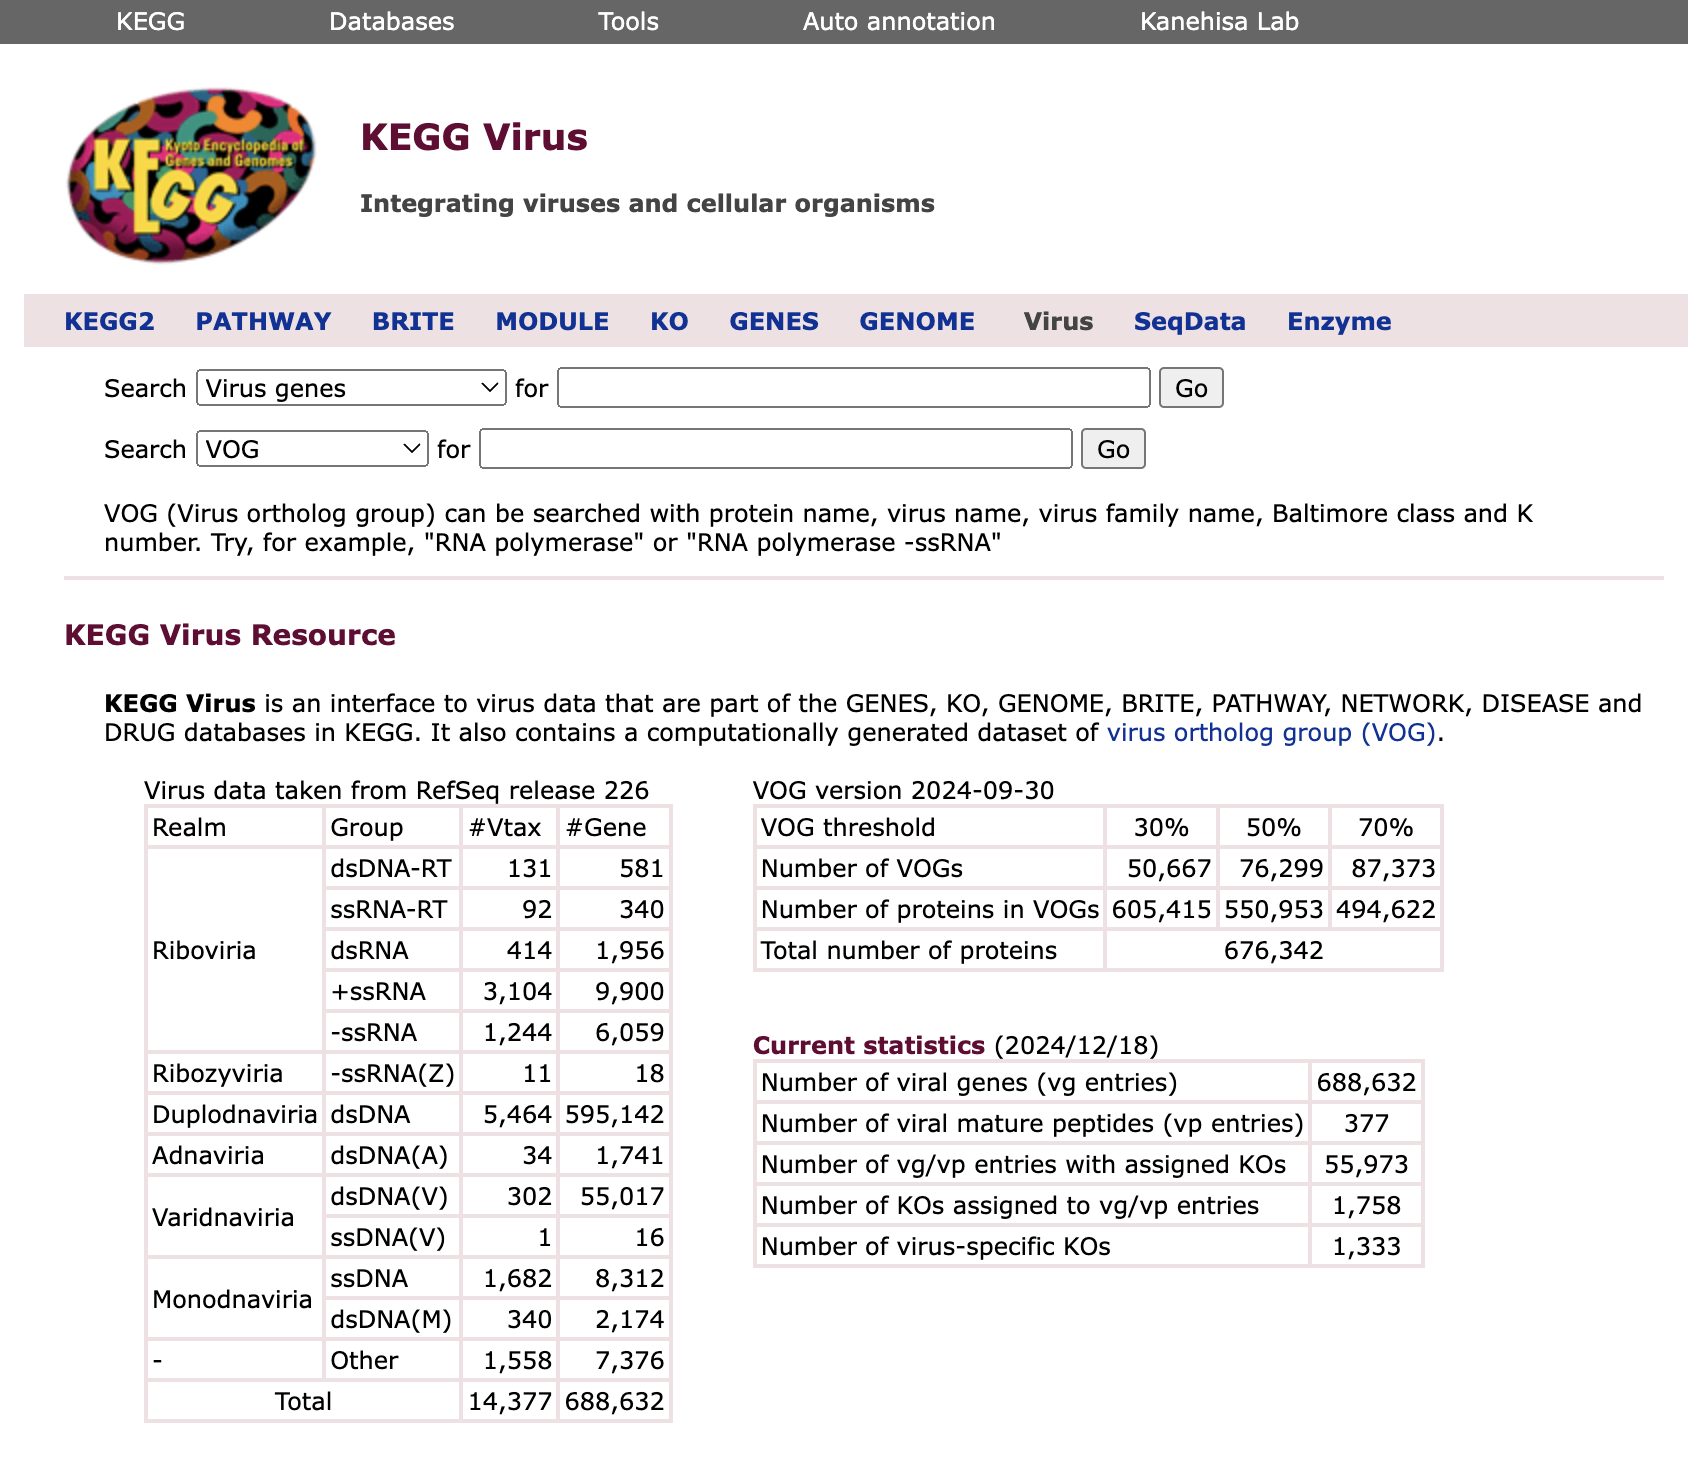 KEGG Databases Tools Auto annotation Kanehisa Lab
Kyoto Encyclopedia of
Genes and Genomes
KEGG
KEGG Virus
Integrating viruses and cellular organisms
KEGG2 PATHWAY BRITE MODULE KO GENES GENOME Virus SeqData Enzyme
Search Virus genes for Go
Search VOG for Go
VOG (Virus ortholog group) can be searched with protein name, virus name, virus family name, Baltimore class and K
number. Try, for example, "RNA polymerase" or "RNA polymerase -ssRNA"
KEGG Virus Resource
KEGG Virus is an interface to virus data that are part of the GENES, KO, GENOME, BRITE, PATHWAY, NETWORK, DISEASE and
DRUG databases in KEGG. It also contains a computationally generated dataset of virus ortholog group (VOG).
Virus data taken from RefSeq release 226
Realm Group #Vtax #Gene
Riboviria
dsDNA-RT 131 581
ssRNA-RT 92 340
dsRNA 414 1,956
+ssRNA 3,104 9,900
-ssRNA 1,244 6,059
Ribozyviria -ssRNA(Z) 11 18
Duplodnaviria dsDNA 5,464 595,142
Adnaviria dsDNA(A) 34 1,741
Varidnaviria
dsDNA(V) 302 55,017
ssDNA(V) 1 16
Monodnaviria
ssDNA 1,682 8,312
dsDNA(M) 340 2,174
- Other 1,558 7,376
Total 14,377 688,632
VOG version 2024-09-30
VOG threshold 30% 50% 70%
Number of VOGs 50,667 76,299 87,373
Number of proteins in VOGs 605,415 550,953 494,622
Total number of proteins 676,342
Current statistics (2024/12/18)
Number of viral genes (vg entries) 688,632
Number of viral mature peptides (vp entries) 377
Number of vg/vp entries with assigned KOs 55,973
Number of KOs assigned to vg/vp entries 1,758
Number of virus-specific KOs 1,333